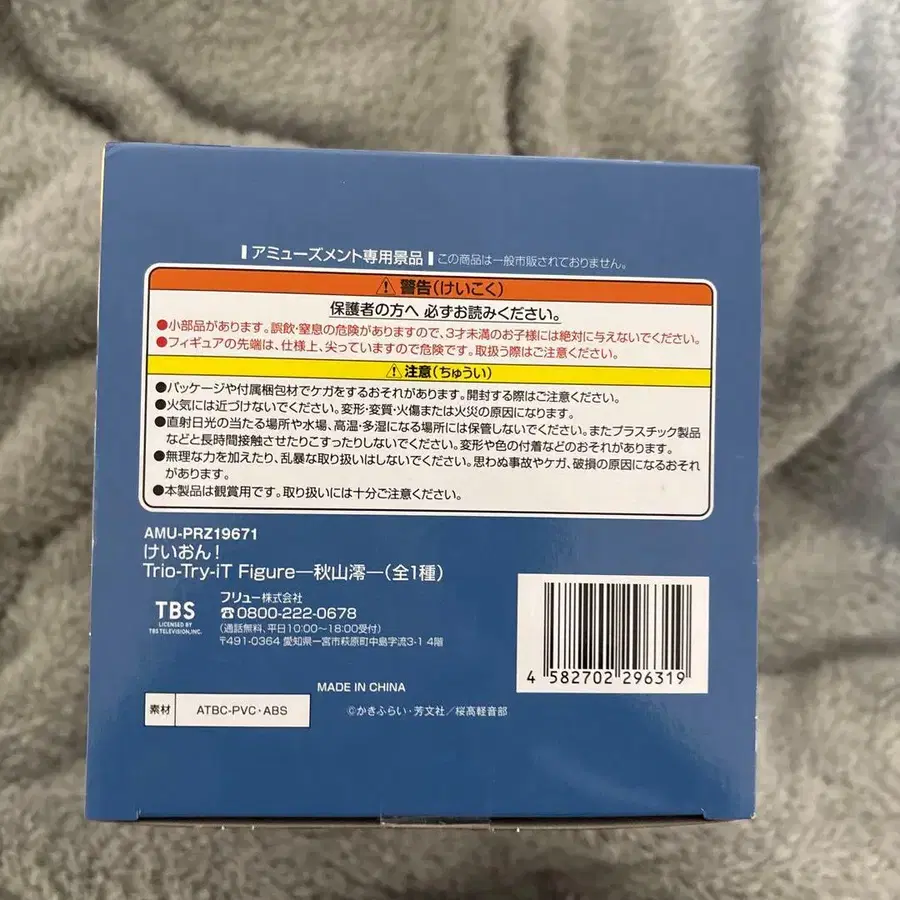 アミューズメント専用景品 この商品は一般市販されておりません。
⚠警告(けいこく)
保護者の方へ 必ずお読みください。
●小部品があります。誤飲・窒息の危険がありますので、3才未満のお子様には絶対に与えないでください。
●フィギュアの先端は、仕様上、尖っていますので危険です。取扱う際はご注意ください。
⚠注意(ちゅうい)
●パッケージや付属梱包材でケガをするおそれがあります。開封する際はご注意ください。
●火気には近づけないでください。変形・変質・火傷または火災の原因になります。
●直射日光の当たる場所や水場、高温・多湿になる場所には保管しないでください。またプラスチック製品
などと長時間接触させたりこすったりしないでください。変形や色の付着などのおそれがあります。
●無理な力を加えたり、乱暴な取り扱いはしないでください。思わぬ事故やケガ、破損の原因になるおそれ
があります。
●本製品は観賞用です。取り扱いには十分ご注意ください。
AMU-PRZ19671
けいおん!
Trio-Try-iT Figure―秋山澪―(全1種)
TBS
LICENSED BY
TBS TELEVISION, INC.
フリュー株式会社
☎0800-222-0678
(通話無料、平日10:00~18:00受付)
〒491-0364 愛知県一宮市萩原町中島字流3-1 4階
4 582702 296319
MADE IN CHINA
素材 ATBC-PVC・ABS
©かきふらい・芳文社/桜高軽音部